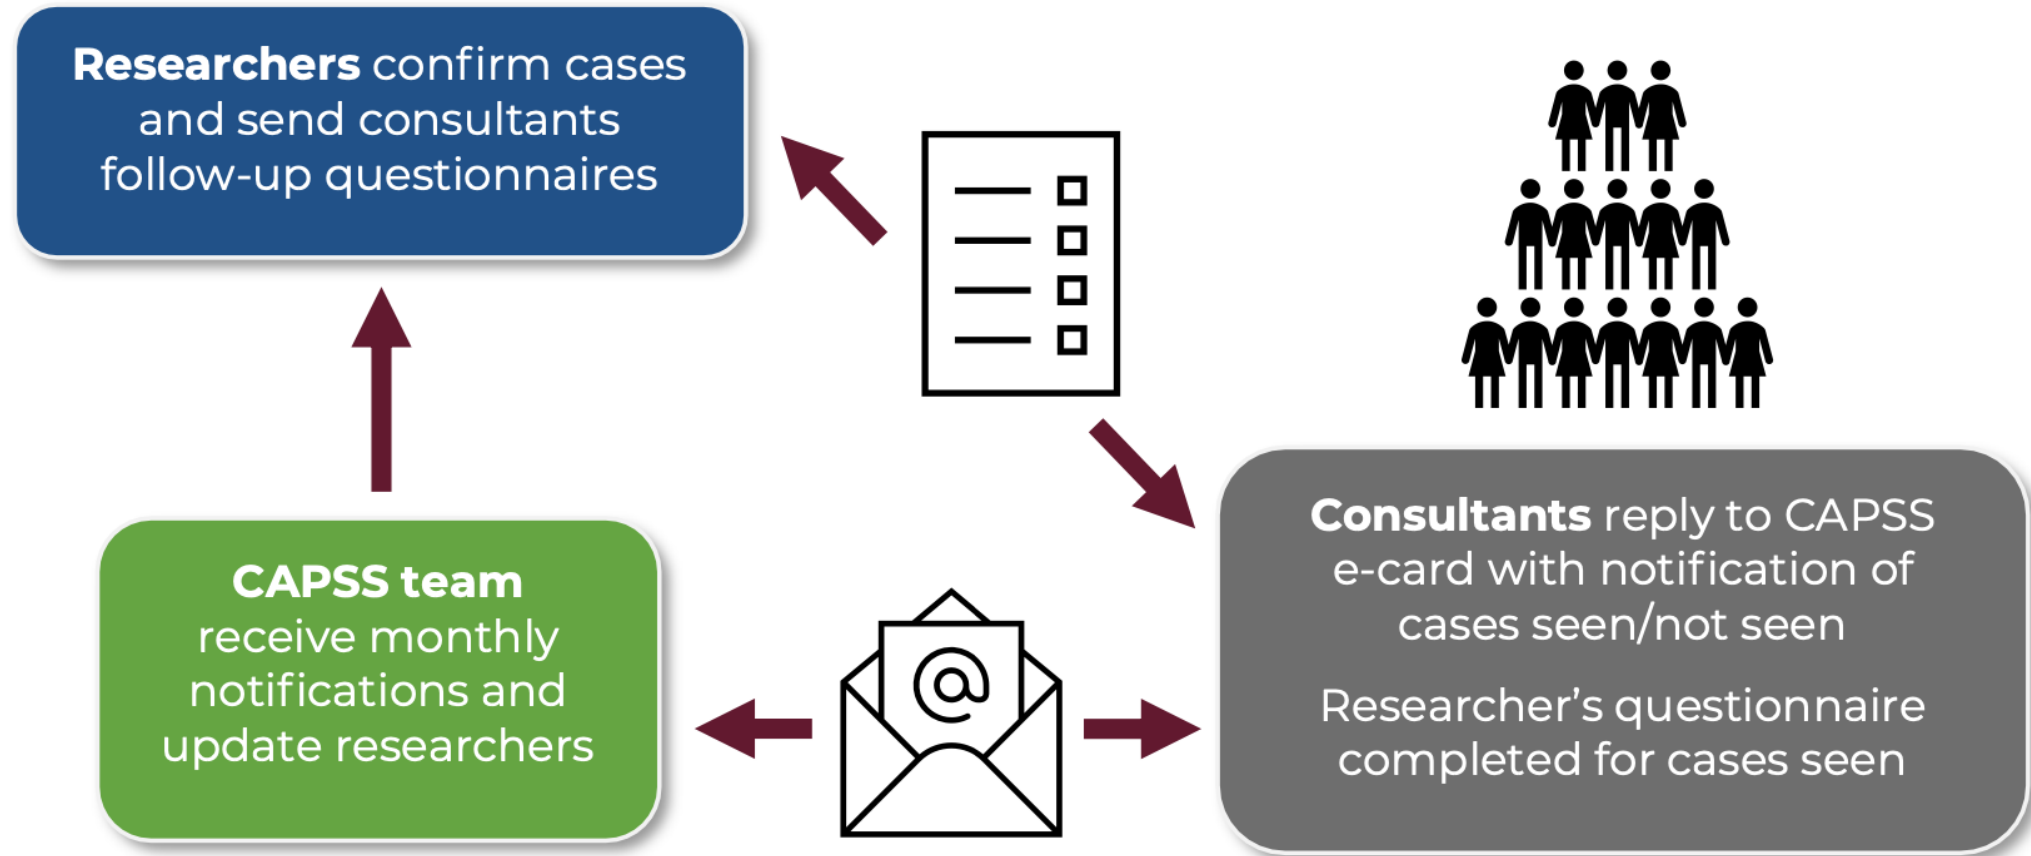 Researchers confirm cases
and send consultants
follow-up questionnaires
CAPSS team
receive monthly
notifications and
update researchers
@
Consultants reply to CAPSS
e-card with notification of
cases seen/not seen
Researcher’s questionnaire
completed for cases seen